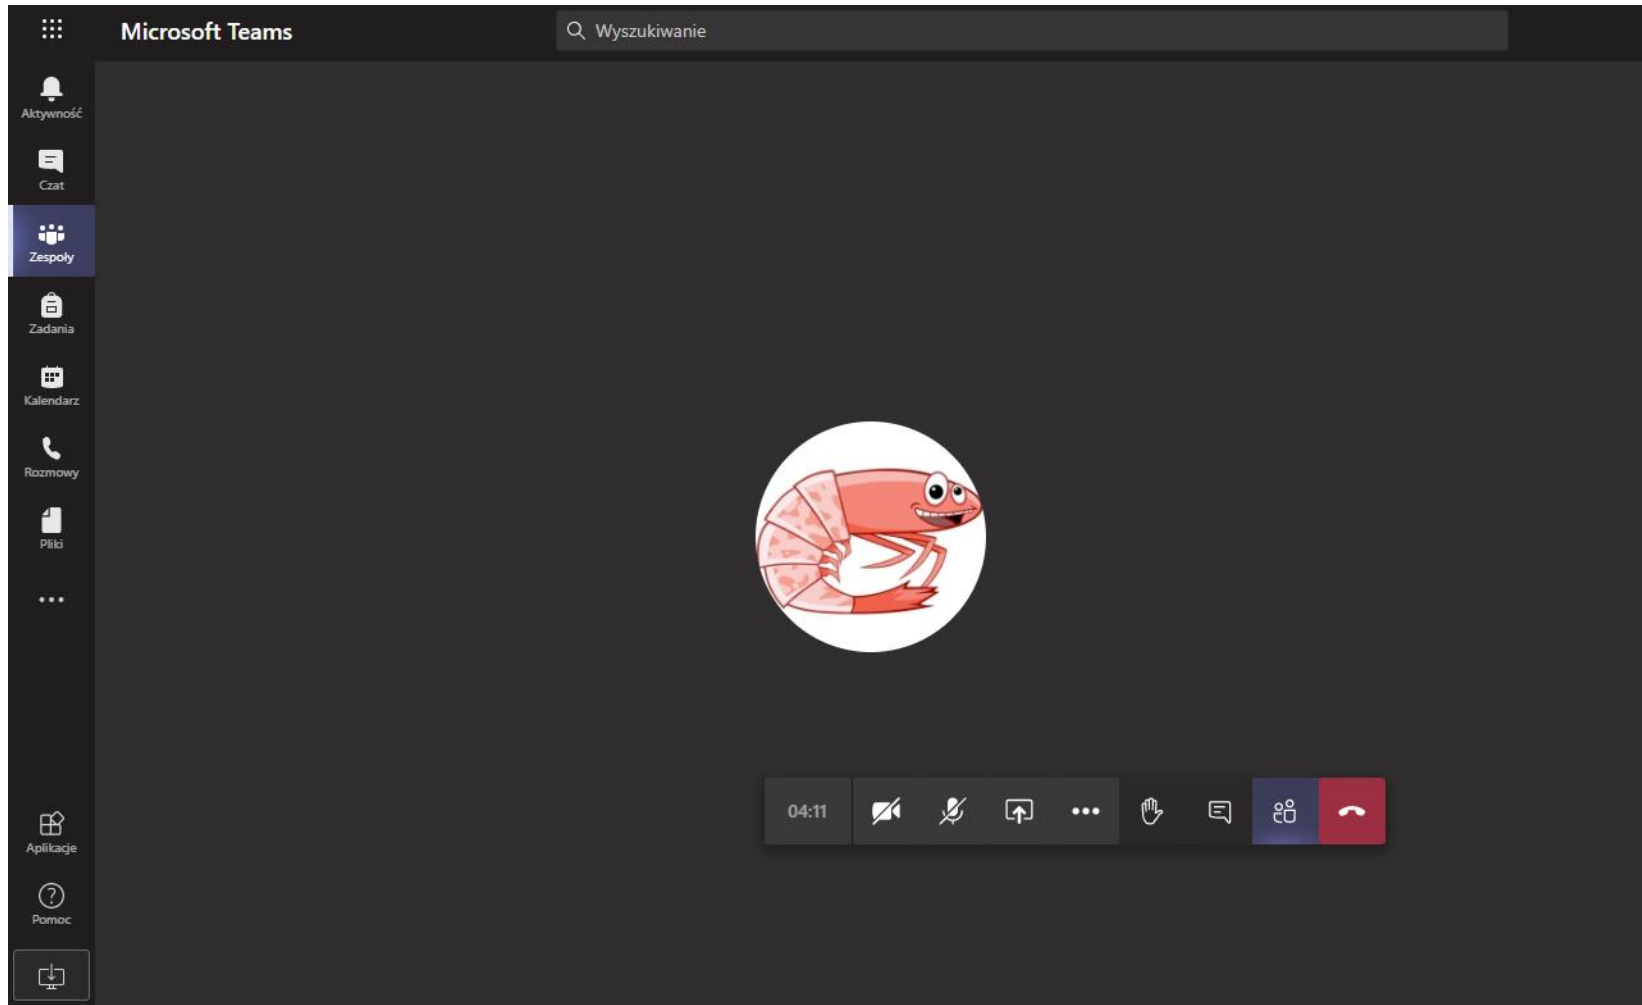 Microsoft Teams
Wyszukiwanie
Aktywność
Czat
Zespoły
Zadania
Kalendarz
Rozmowy
Pliki
04:11
Aplikacje
Pomoc